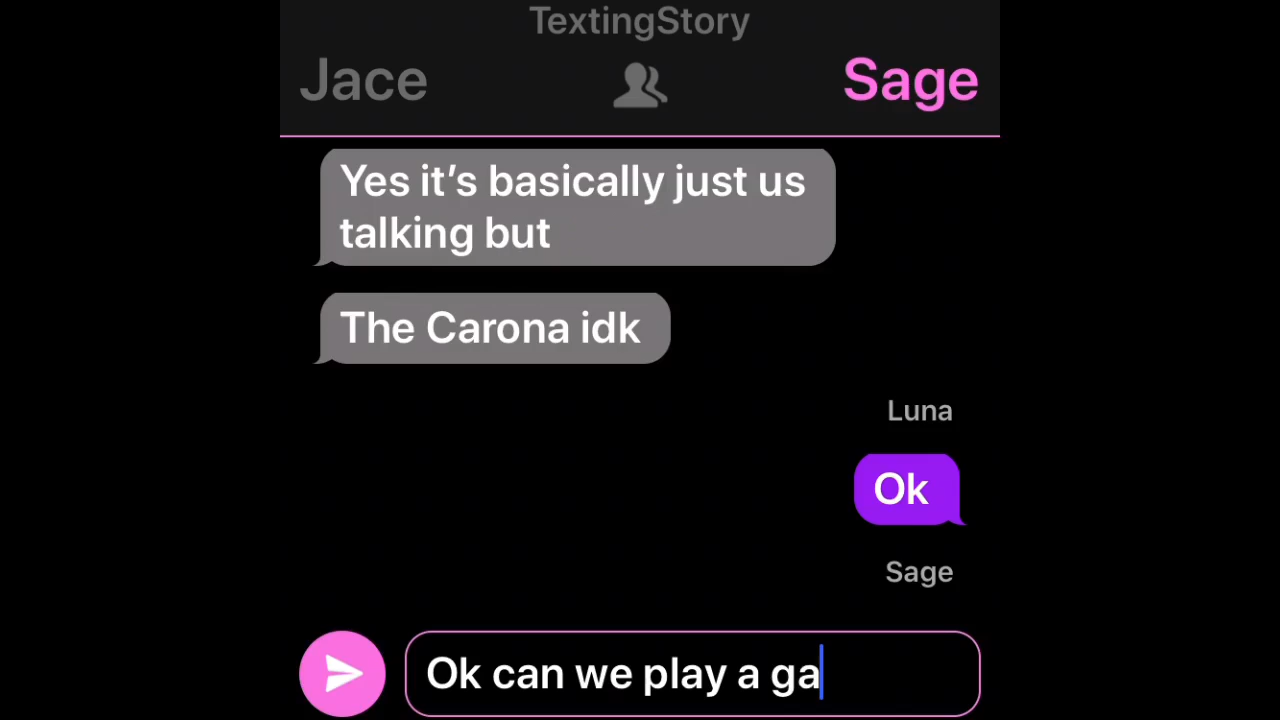 TextingStory
Jace
Sage
Yes it’s basically just us
talking but
The Carona idk
Luna
Ok
Sage
Ok can we play a ga